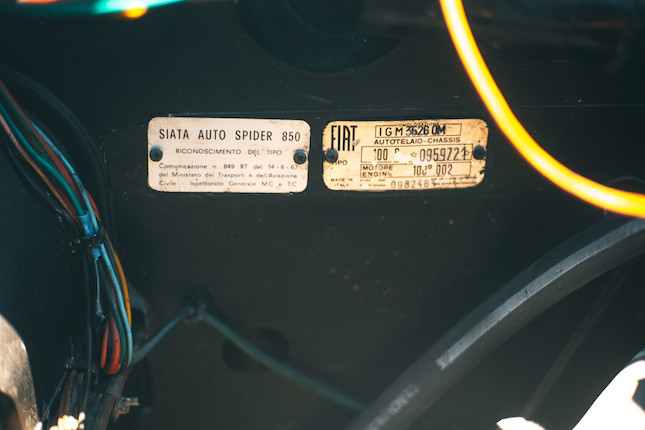 SIATA AUTO SPIDER 850
RICONOSCIMENTO DEL TIPO
Comunicazione n. 849 RT del 14-6-67
del Ministero dei Trasporti e dell'Aviazione
Civile - Ispettorato Generale MC e TC
FIAT
OMOLOGAZIONE
IGM 3626 OM
AUTOTELAIO-CHASSIS
TIPO 100 G 0959721
MOTORE
ENGINE 100 002
MADE IN
ITALY